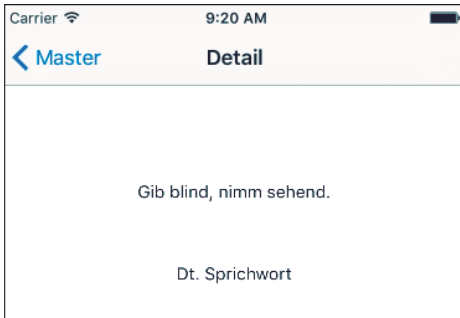 Carrier 9:20 AM
Master Detail
Gib blind, nimm sehend.
Dt. Sprichwort